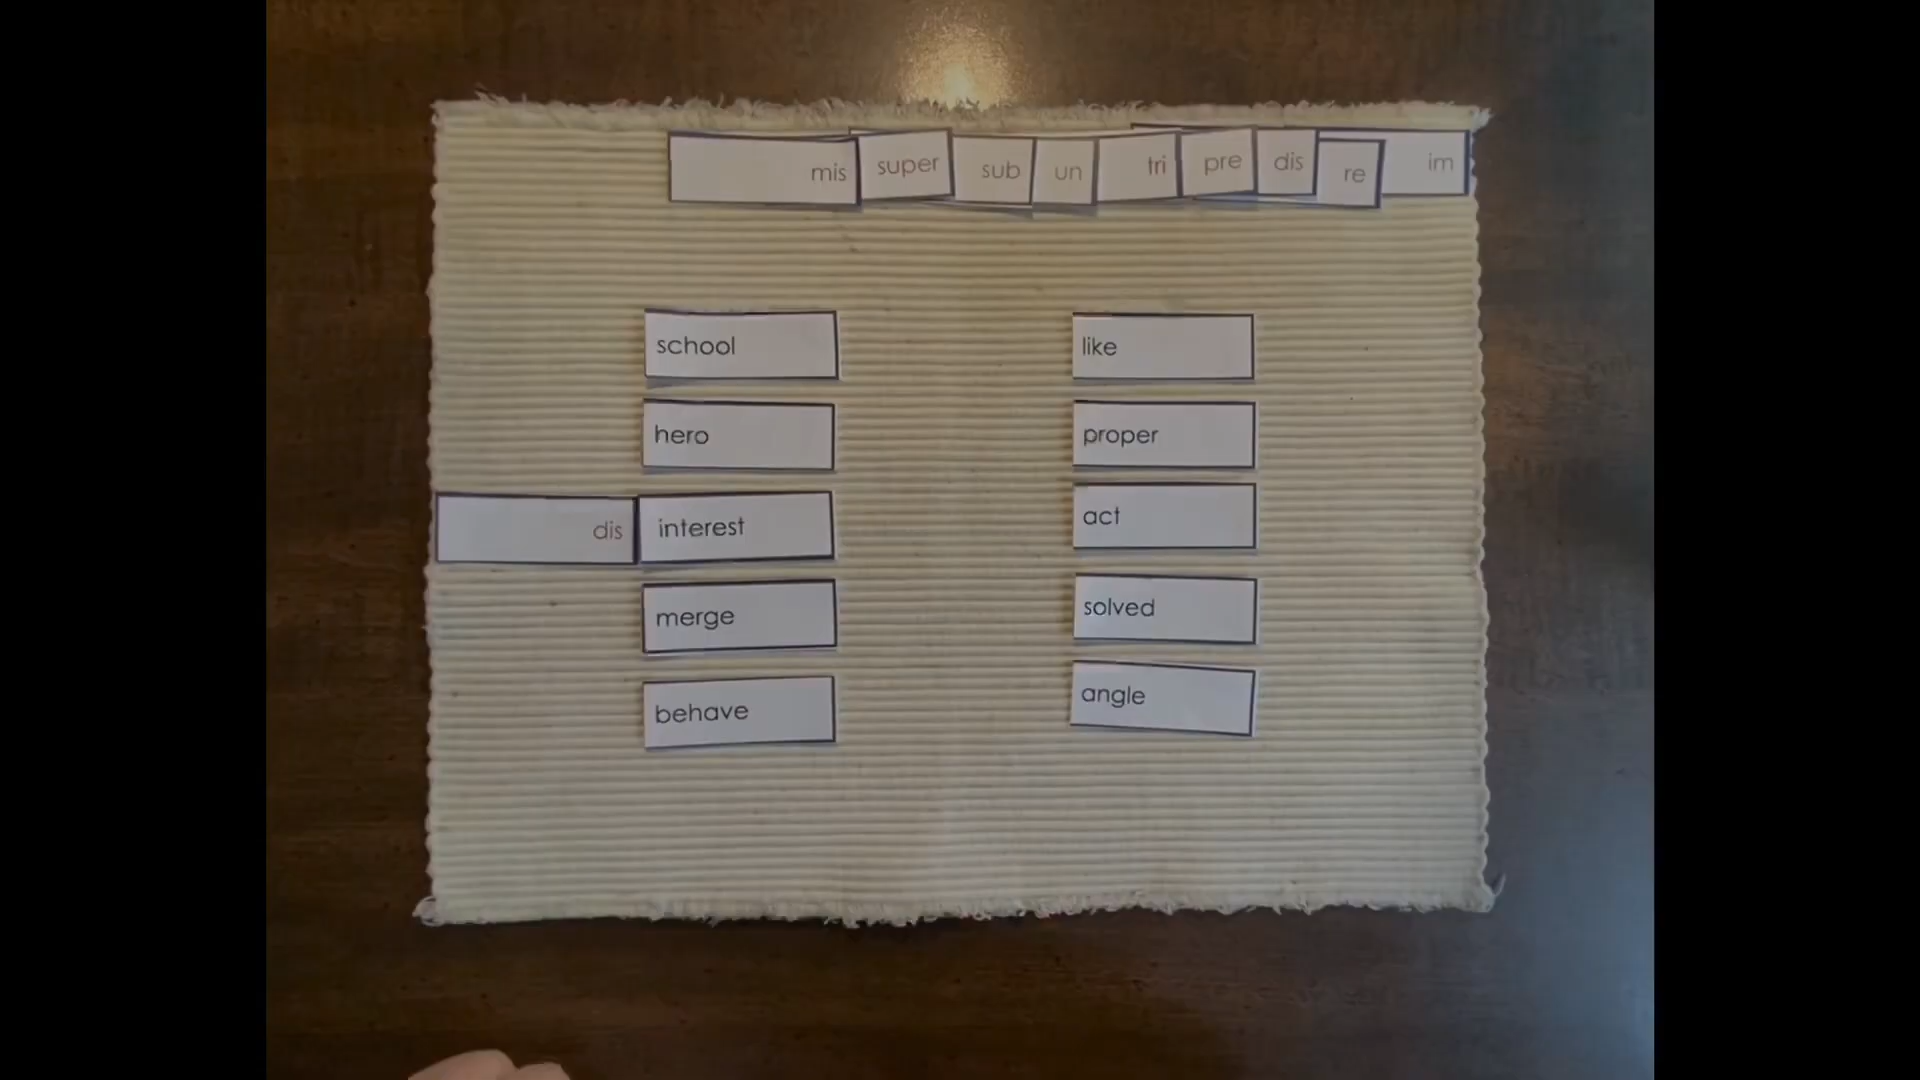 mis super sub un tri pre dis re im
school
hero
dis interest
merge
behave
like
proper
act
solved
angle